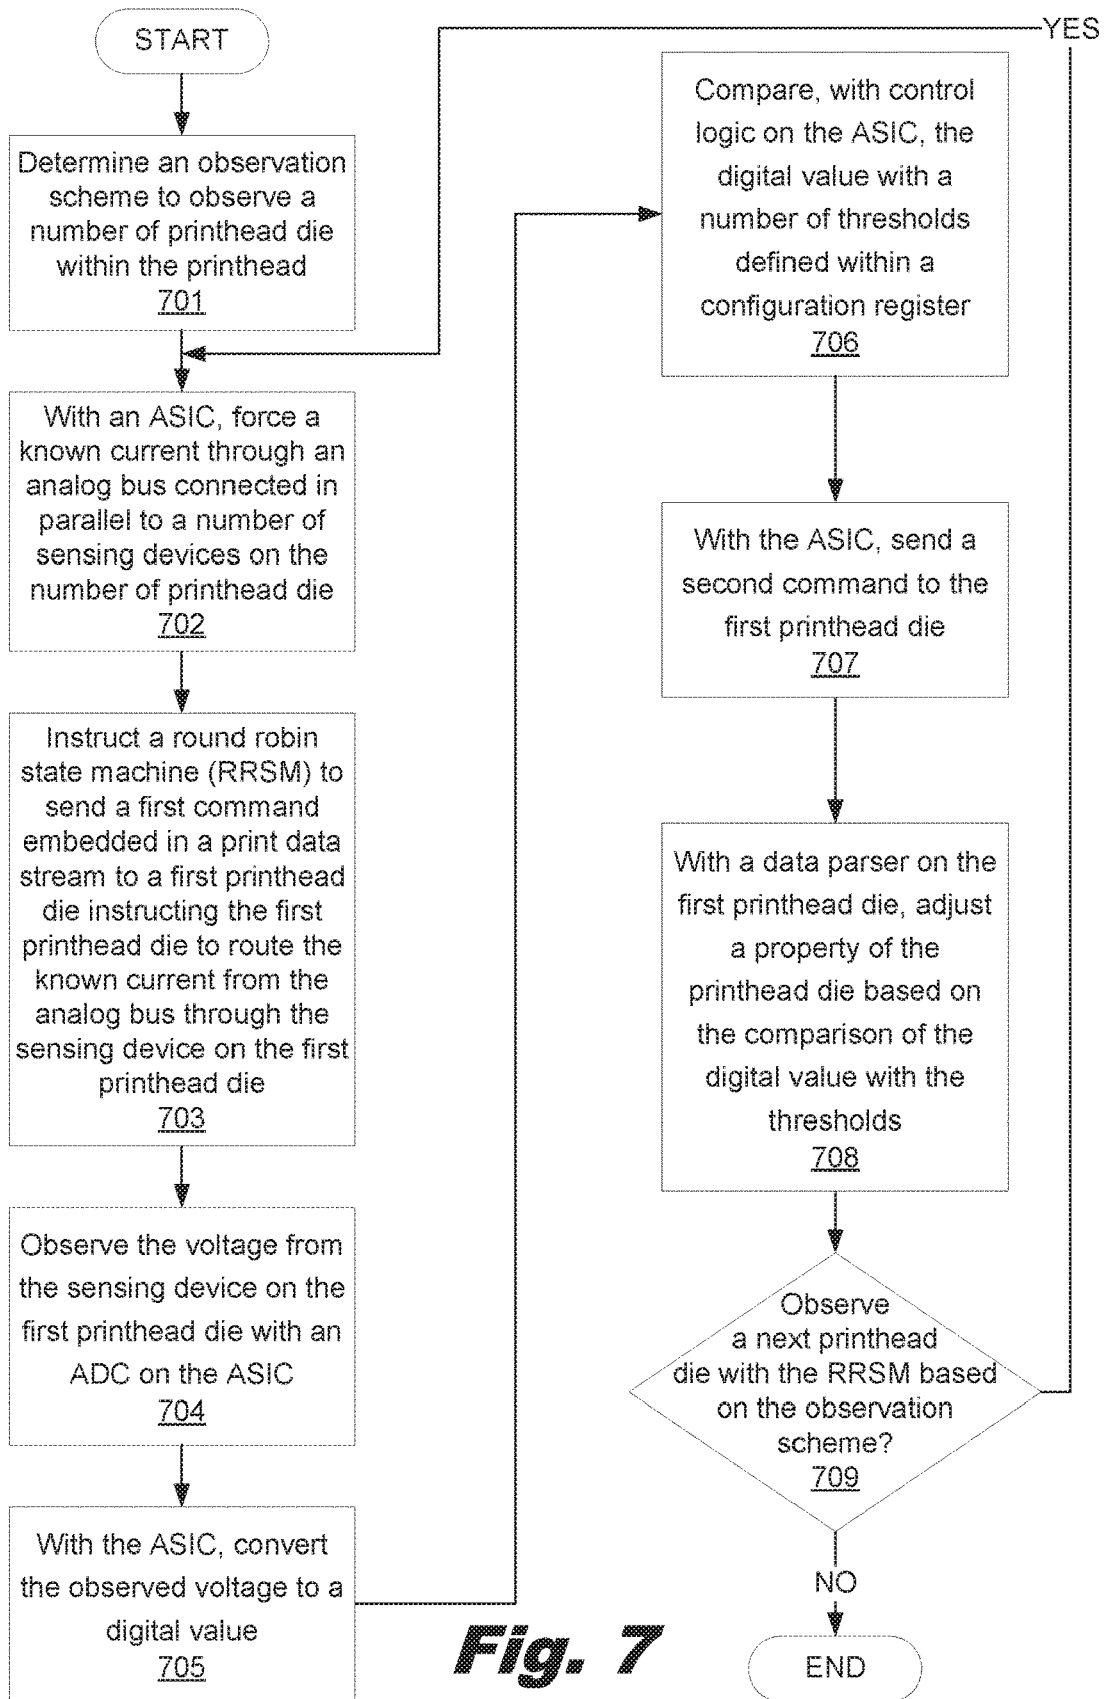 START
Determine an observation
scheme to observe a
number of printhead die
within the printhead
701
With an ASIC, force a
known current through an
analog bus connected in
parallel to a number of
sensing devices on the
number of printhead die
702
Instruct a round robin
state machine (RRSM) to
send a first command
embedded in a print data
stream to a first printhead
die instructing the first
printhead die to route the
known current from the
analog bus through the
sensing device on the first
printhead die
703
Observe the voltage from
the sensing device on the
first printhead die with an
ADC on the ASIC
704
With the ASIC, convert
the observed voltage to a
digital value
705
Compare, with control
logic on the ASIC, the
digital value with a
number of thresholds
defined within a
configuration register
706
With the ASIC, send a
second command to the
first printhead die
707
With a data parser on the
first printhead die, adjust
a property of the
printhead die based on
the comparison of the
digital value with the
thresholds
708
Observe
a next printhead
die with the RRSM based
on the observation
scheme?
709
YES
NO
END
Fig. 7